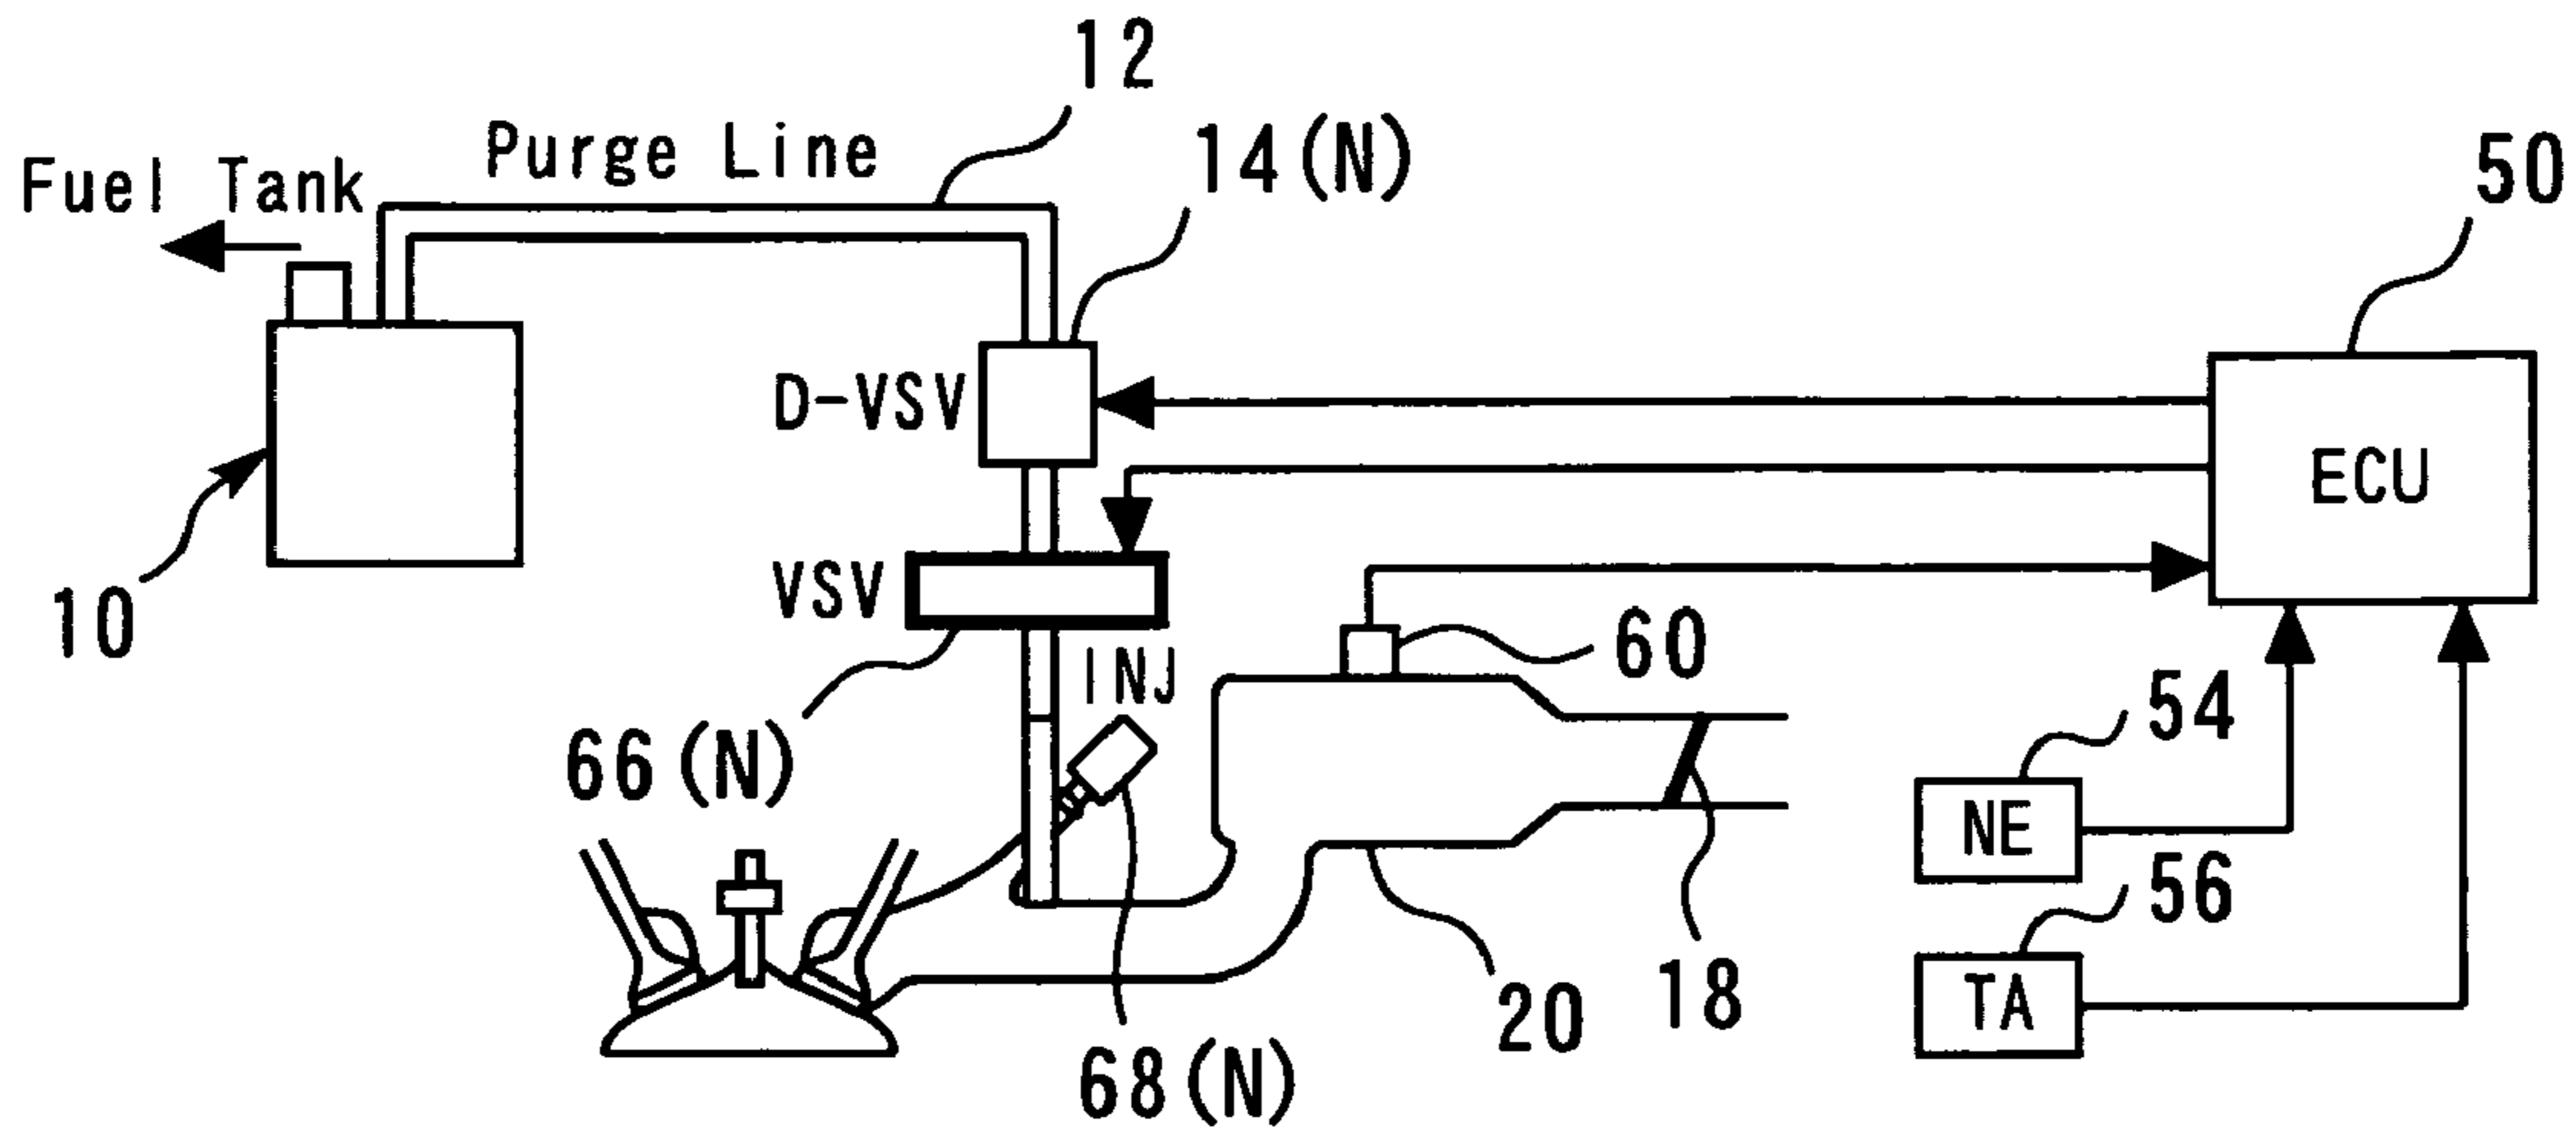 12
Purge Line
14(N)
Fuel Tank
50
D-VSV
ECU
VSV
10
INJ
60
66(N)
54
NE
56
18
TA
20
68(N)